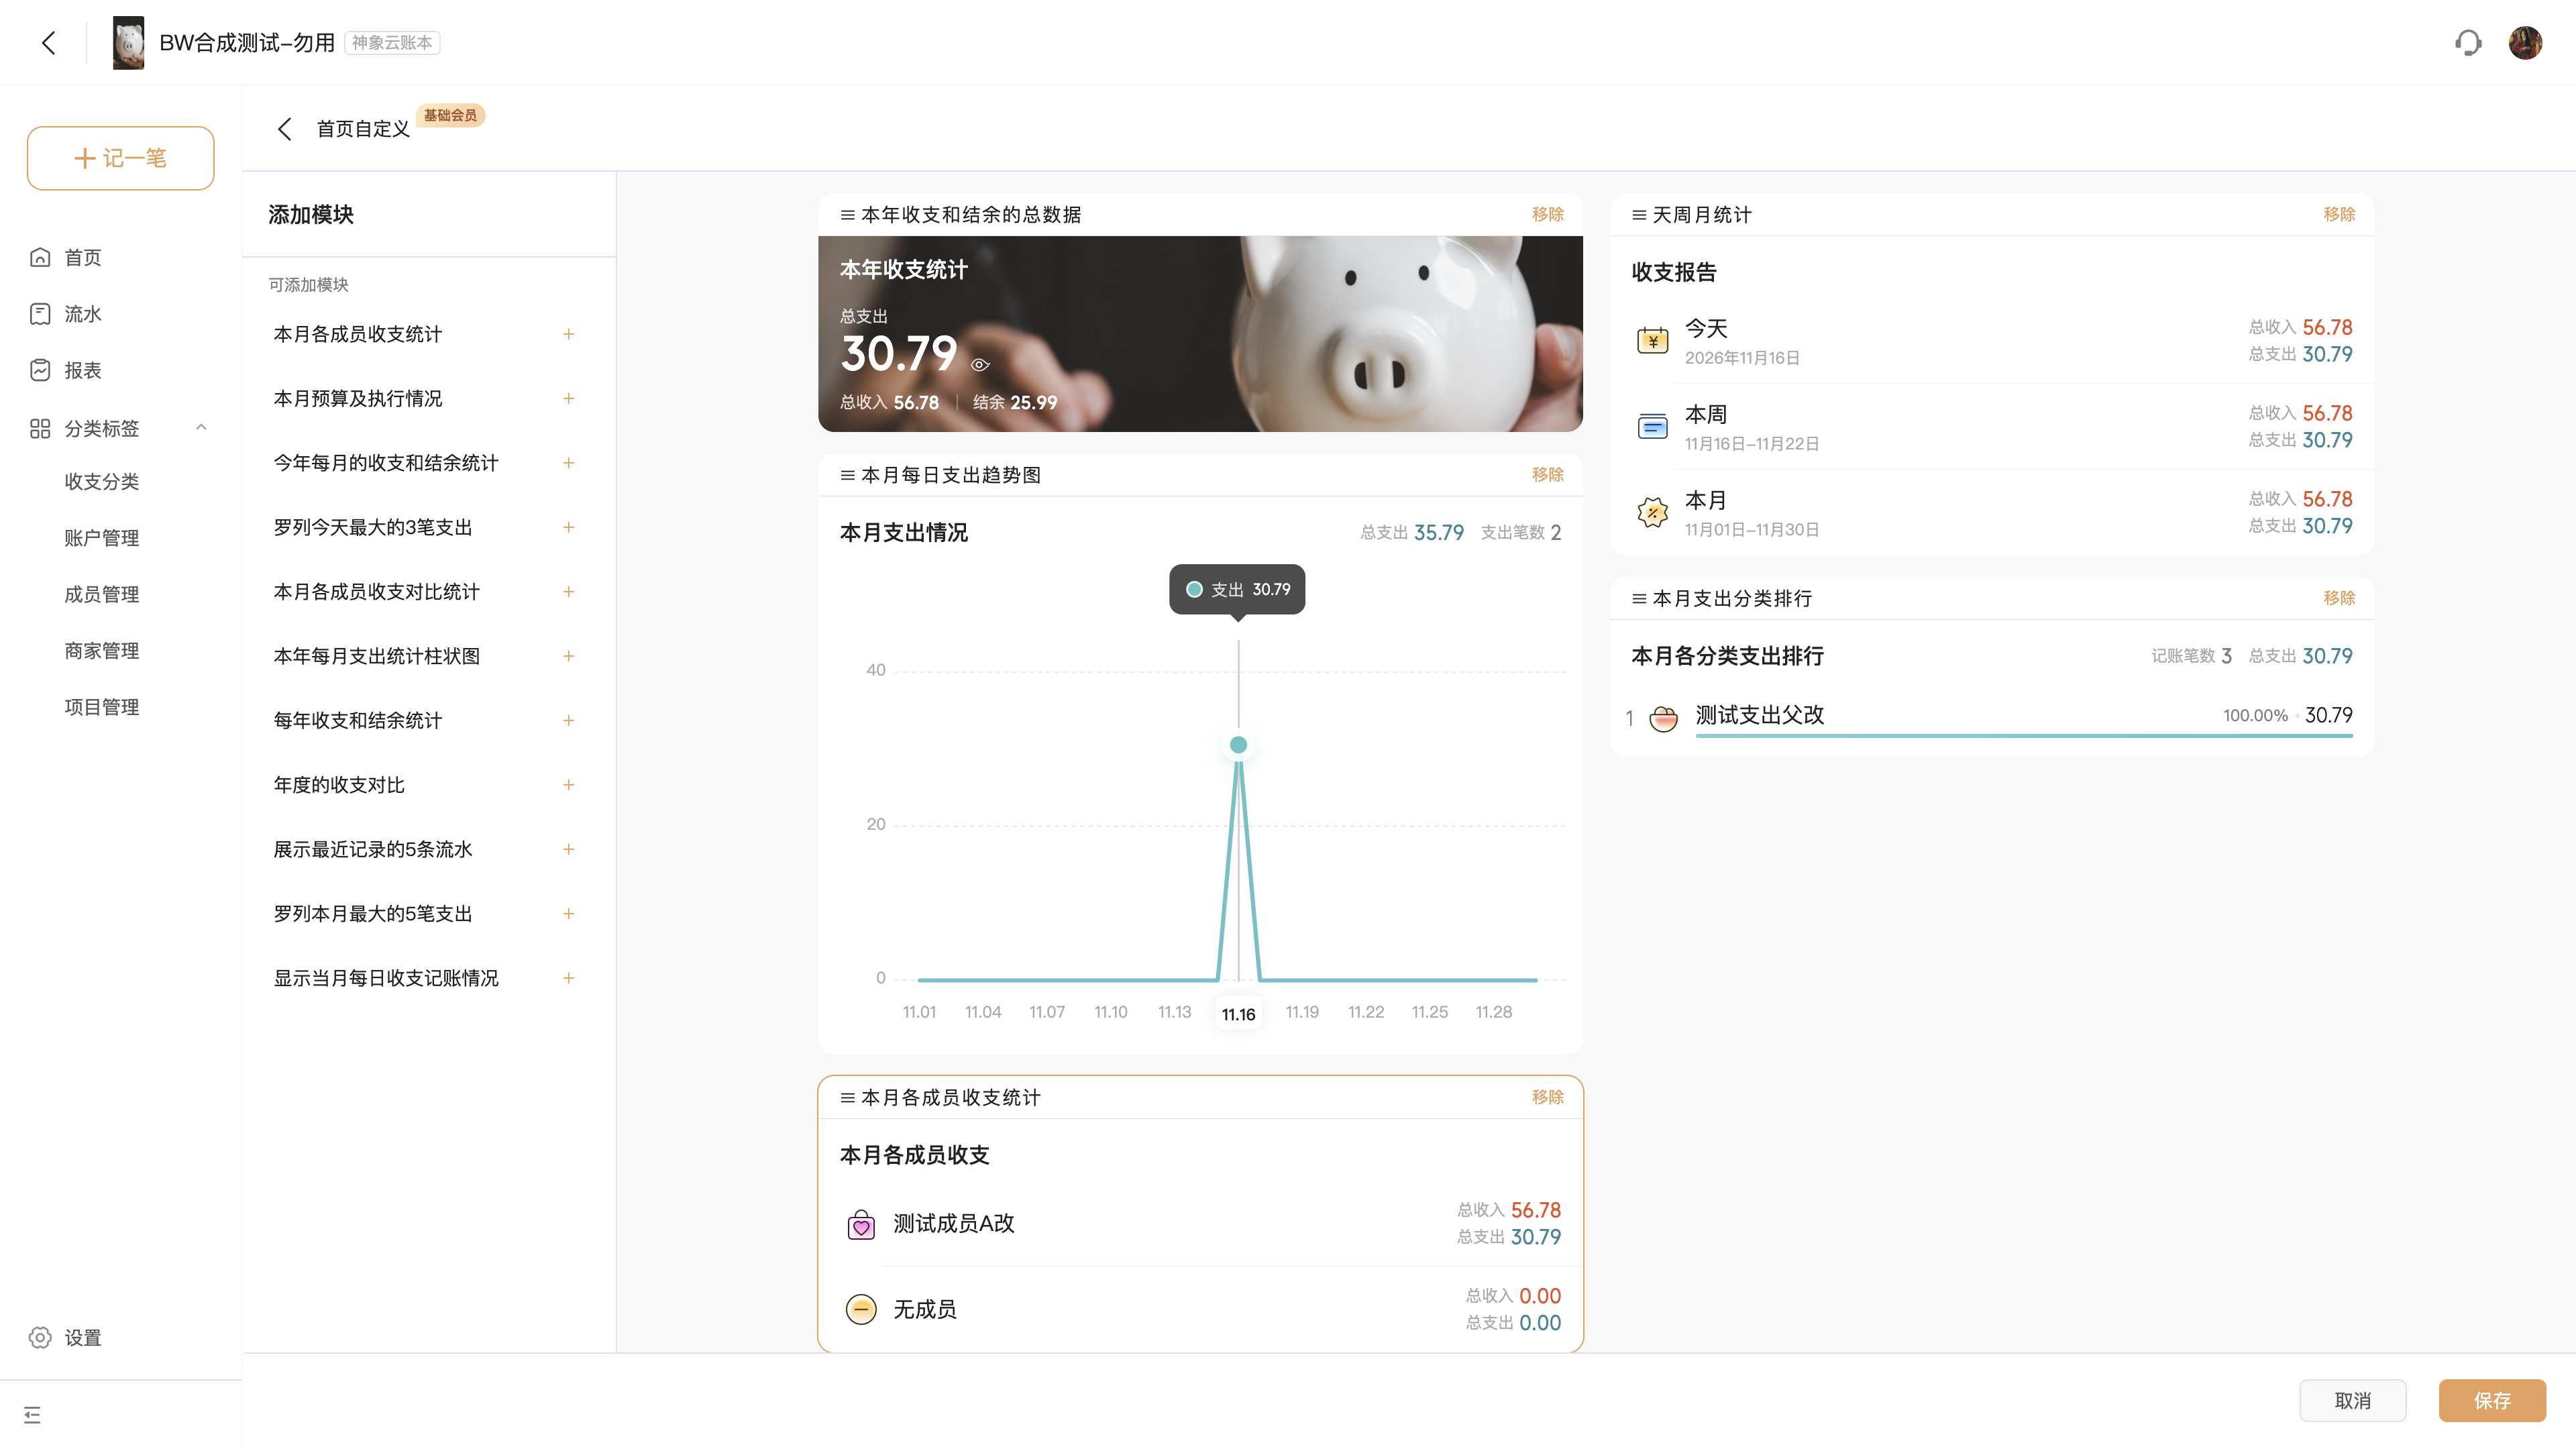 BW合成测试–勿用 神象云账本
记一笔
首页
流水
报表
分类标签
收支分类
账户管理
成员管理
商家管理
项目管理
设置
首页自定义 基础会员
添加模块
可添加模块
本月各成员收支统计
本月预算及执行情况
今年每月的收支和结余统计
罗列今天最大的3笔支出
本月各成员收支对比统计
本年每月支出统计柱状图
每年收支和结余统计
年度的收支对比
展示最近记录的5条流水
罗列本月最大的5笔支出
显示当月每日收支记账情况
本年收支和结余的总数据 移除
本年收支统计
总支出
30.79
总收入 56.78 结余 25.99
本月每日支出趋势图 移除
本月支出情况 总支出 35.79 支出笔数 2
支出 30.79
40
20
0
11.01 11.04 11.07 11.10 11.13 11.16 11.19 11.22 11.25 11.28
本月各成员收支统计 移除
本月各成员收支
测试成员A改
总收入 56.78
总支出 30.79
无成员
总收入 0.00
总支出 0.00
天周月统计 移除
收支报告
今天
2026年11月16日
总收入 56.78
总支出 30.79
本周
11月16日–11月22日
总收入 56.78
总支出 30.79
本月
11月01日–11月30日
总收入 56.78
总支出 30.79
本月支出分类排行 移除
本月各分类支出排行 记账笔数 3 总支出 30.79
1 测试支出父改 100.00% 30.79
取消 保存